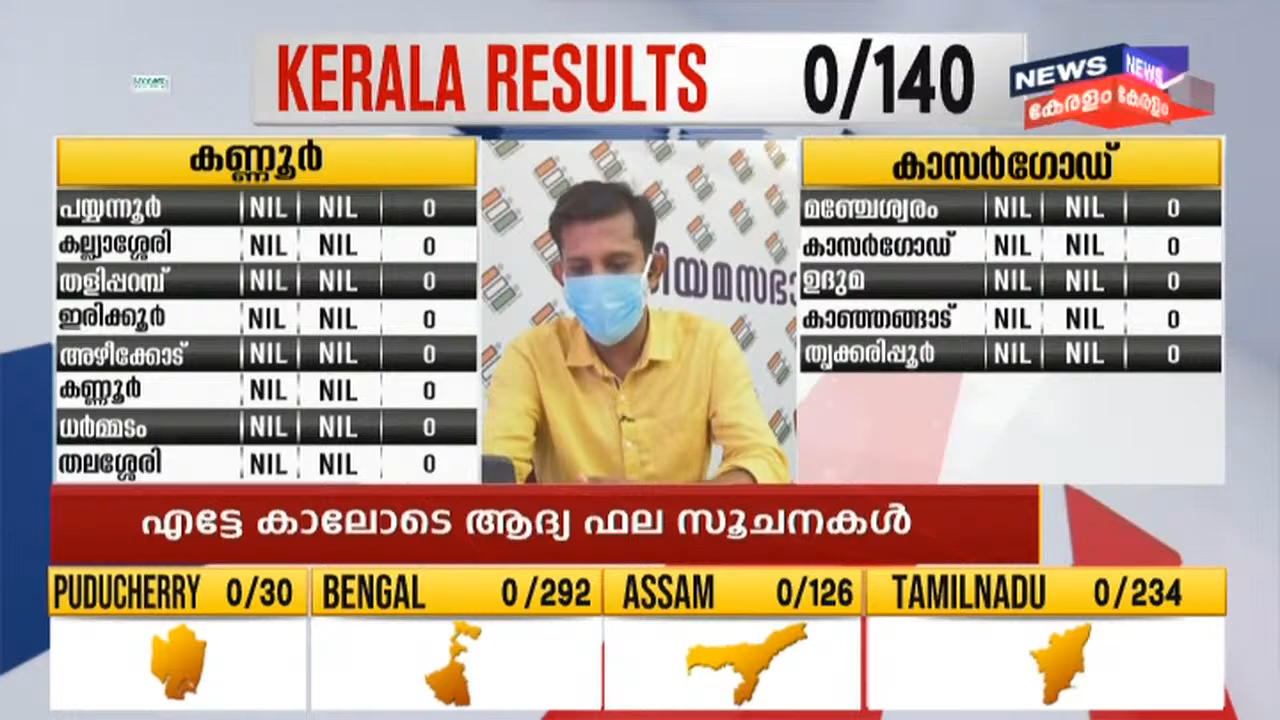 KERALA RESULTS 0/140
NEWS NEWS
കേരളം കേരളം
കണ്ണൂർ
പയ്യന്നൂർ NIL NIL 0
കല്ല്യാശ്ശേരി NIL NIL 0
തളിപ്പറമ്പ് NIL NIL 0
ഇരിക്കൂർ NIL NIL 0
അഴിക്കോട് NIL NIL 0
കണ്ണൂർ NIL NIL 0
ധർമ്മടം NIL NIL 0
തലശ്ശേരി NIL NIL 0
ിയമസഭാ
കാസർഗോഡ്
മഞ്ചേശ്വരം NIL NIL 0
കാസർഗോഡ് NIL NIL 0
ഉദുമ NIL NIL 0
കാഞ്ഞങ്ങാട് NIL NIL 0
തൃക്കരിപ്പൂർ NIL NIL 0
എട്ടേ കാലോടെ ആദ്യ ഫല സൂചനകൾ
PUDUCHERRY 0/30 BENGAL 0/292 ASSAM 0/126 TAMILNADU 0/234